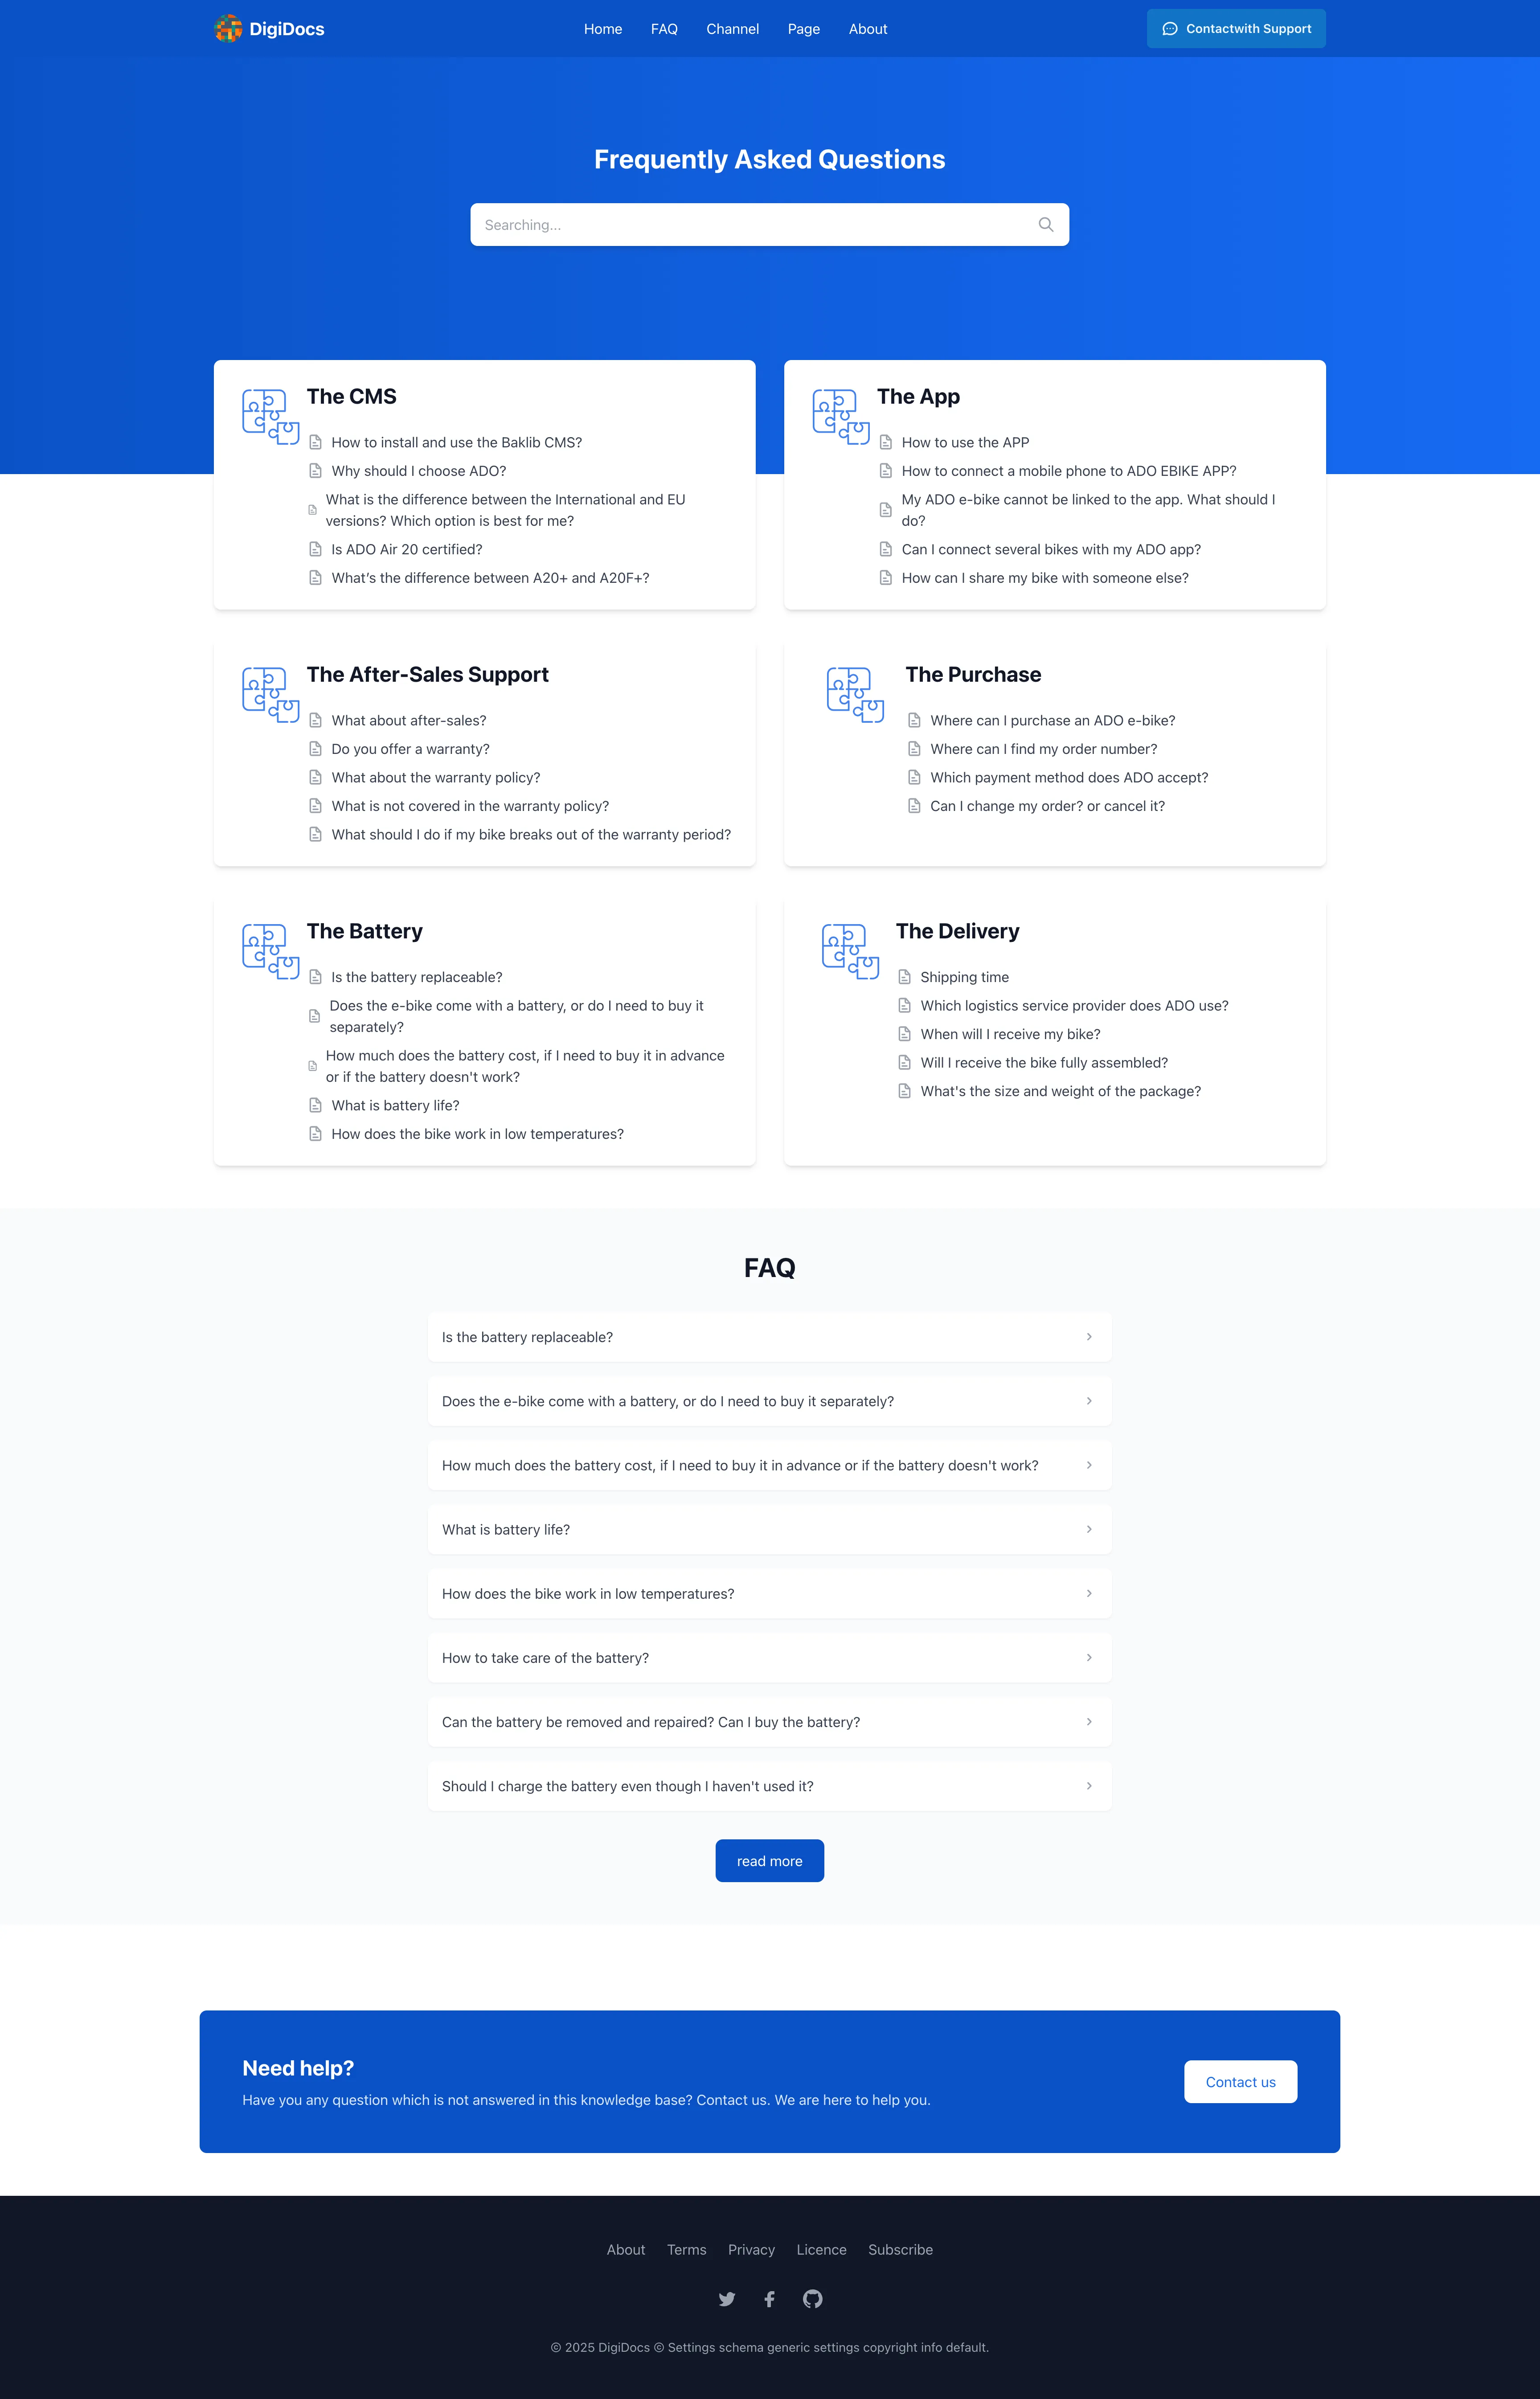 DigiDocs
Home
FAQ
Channel
Page
About
Contactwith Support
Frequently Asked Questions
Searching...
The CMS
How to install and use the Baklib CMS?
Why should I choose ADO?
What is the difference between the International and EU
versions? Which option is best for me?
Is ADO Air 20 certified?
What’s the difference between A20+ and A20F+?
The App
How to use the APP
How to connect a mobile phone to ADO EBIKE APP?
My ADO e-bike cannot be linked to the app. What should I
do?
Can I connect several bikes with my ADO app?
How can I share my bike with someone else?
The After-Sales Support
What about after-sales?
Do you offer a warranty?
What about the warranty policy?
What is not covered in the warranty policy?
What should I do if my bike breaks out of the warranty period?
The Purchase
Where can I purchase an ADO e-bike?
Where can I find my order number?
Which payment method does ADO accept?
Can I change my order? or cancel it?
The Battery
Is the battery replaceable?
Does the e-bike come with a battery, or do I need to buy it
separately?
How much does the battery cost, if I need to buy it in advance
or if the battery doesn't work?
What is battery life?
How does the bike work in low temperatures?
The Delivery
Shipping time
Which logistics service provider does ADO use?
When will I receive my bike?
Will I receive the bike fully assembled?
What's the size and weight of the package?
FAQ
Is the battery replaceable?
Does the e-bike come with a battery, or do I need to buy it separately?
How much does the battery cost, if I need to buy it in advance or if the battery doesn't work?
What is battery life?
How does the bike work in low temperatures?
How to take care of the battery?
Can the battery be removed and repaired? Can I buy the battery?
Should I charge the battery even though I haven't used it?
read more
Need help?
Have you any question which is not answered in this knowledge base? Contact us. We are here to help you.
Contact us
About
Terms
Privacy
Licence
Subscribe
© 2025 DigiDocs © Settings schema generic settings copyright info default.